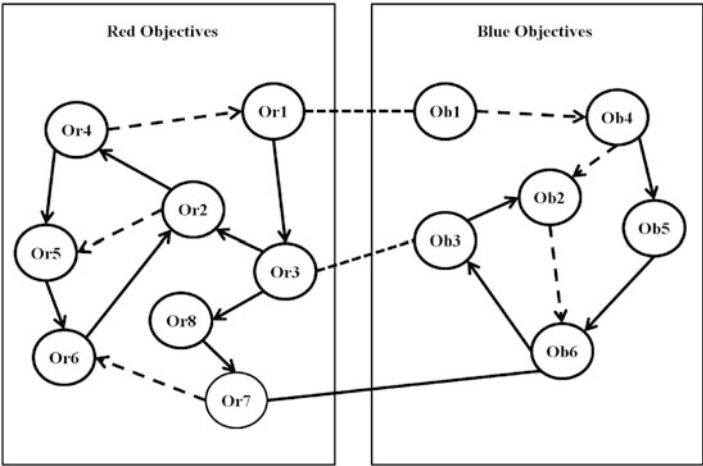 Red Objectives
Blue Objectives
Or4
Or1
Ob1
Ob4
Or2
Ob2
Or5
Or3
Ob3
Ob5
Or8
Or6
Ob6
Or7